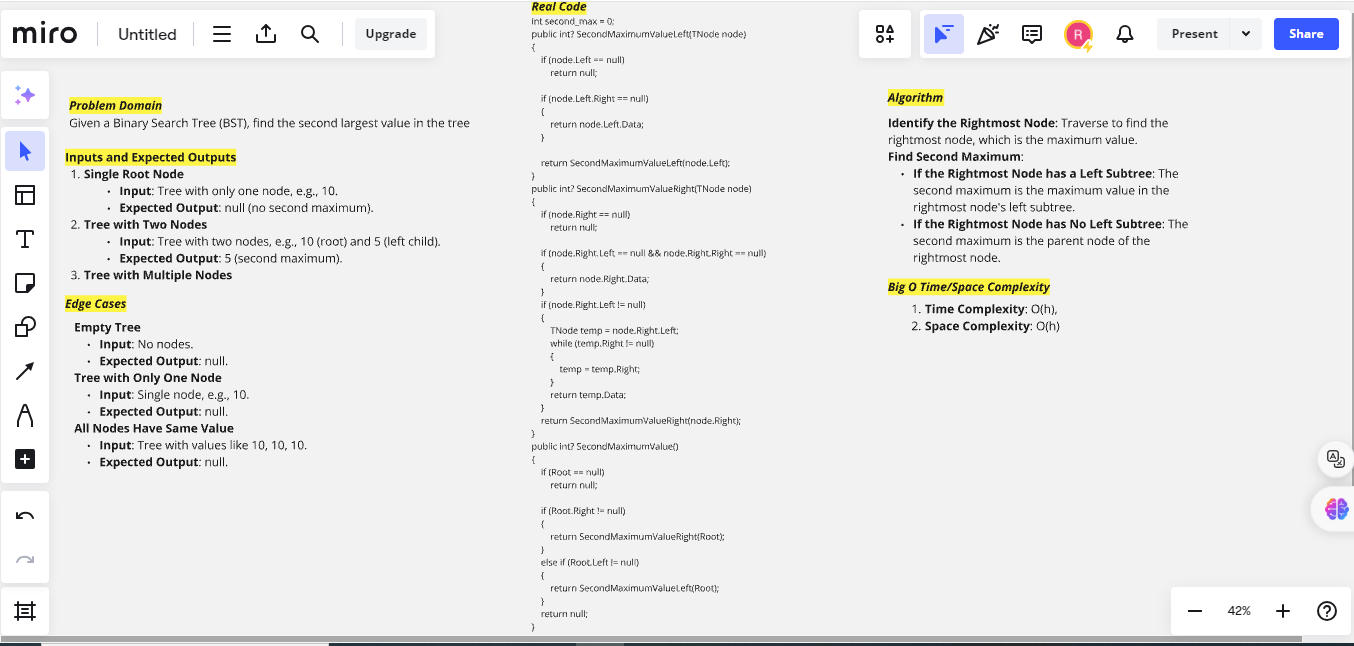 miro
Untitled
Upgrade
R
Present
Share
Problem Domain
Given a Binary Search Tree (BST), find the second largest value in the tree
Inputs and Expected Outputs
1. Single Root Node
· Input: Tree with only one node, e.g., 10.
· Expected Output: null (no second maximum).
2. Tree with Two Nodes
· Input: Tree with two nodes, e.g., 10 (root) and 5 (left child).
· Expected Output: 5 (second maximum).
3. Tree with Multiple Nodes
Edge Cases
Empty Tree
· Input: No nodes.
· Expected Output: null.
Tree with Only One Node
· Input: Single node, e.g., 10.
· Expected Output: null.
All Nodes Have Same Value
· Input: Tree with values like 10, 10, 10.
· Expected Output: null.
Real Code
int second_max = 0;
public int? SecondMaximumValueLeft(TNode node)
{
if (node.Left == null)
return null;
if (node.Left.Right == null)
{
return node.Left.Data;
}
return SecondMaximumValueLeft(node.Left);
}
public int? SecondMaximumValueRight(TNode node)
{
if (node.Right == null)
return null;
if (node.Right.Left == null && node.Right.Right == null)
{
return node.Right.Data;
}
if (node.Right.Left != null)
{
TNode temp = node.Right.Left;
while (temp.Right != null)
{
temp = temp.Right;
}
return temp.Data;
}
return SecondMaximumValueRight(node.Right);
}
public int? SecondMaximumValue()
{
if (Root == null)
return null;
if (Root.Right != null)
{
return SecondMaximumValueRight(Root);
}
else if (Root.Left != null)
{
return SecondMaximumValueLeft(Root);
}
return null;
}
Algorithm
Identify the Rightmost Node: Traverse to find the
rightmost node, which is the maximum value.
Find Second Maximum:
· If the Rightmost Node has a Left Subtree: The
second maximum is the maximum value in the
rightmost node's left subtree.
· If the Rightmost Node has No Left Subtree: The
second maximum is the parent node of the
rightmost node.
Big O Time/Space Complexity
1. Time Complexity: O(h),
2. Space Complexity: O(h)
42%